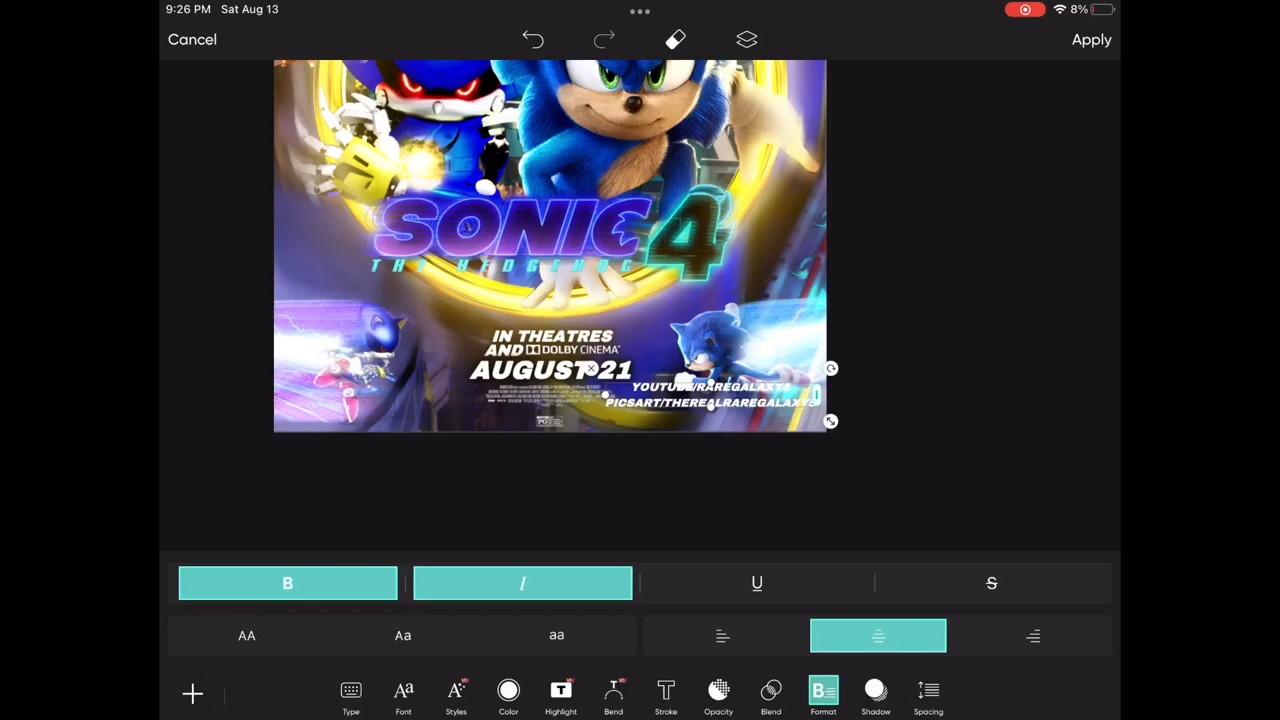 9:26 PM Sat Aug 13
8%
Cancel
Apply
SONIC 4
THE HEDGEHOG
IN THEATRES
AND DOLBY CINEMA
AUGUST 21
YOUTUBE/RAREGALAXY5
PICSART/THEREALRAREGALAXY5
PG
B I U S
AA Aa aa
Type Font Styles Color Highlight Bend Stroke Opacity Blend Format Shadow Spacing